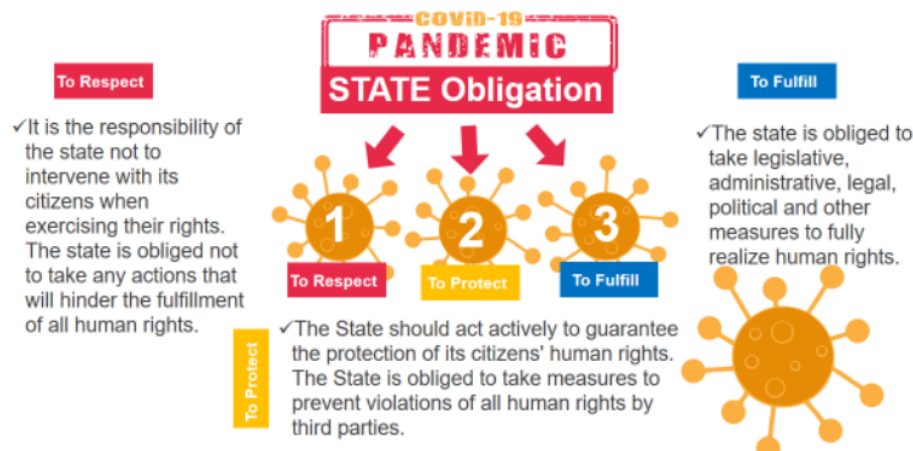 COViD-19
PANDEMIC
STATE Obligation
To Respect
✓It is the responsibility of
the state not to
intervene with its
citizens when
exercising their rights.
The state is obliged not
to take any actions that
will hinder the fulfillment
of all human rights.
1
2
3
To Respect
To Protect
To Fulfill
To Protect
✓The State should act actively to guarantee
the protection of its citizens' human rights.
The State is obliged to take measures to
prevent violations of all human rights by
third parties.
To Fulfill
✓The state is obliged to
take legislative,
administrative, legal,
political and other
measures to fully
realize human rights.